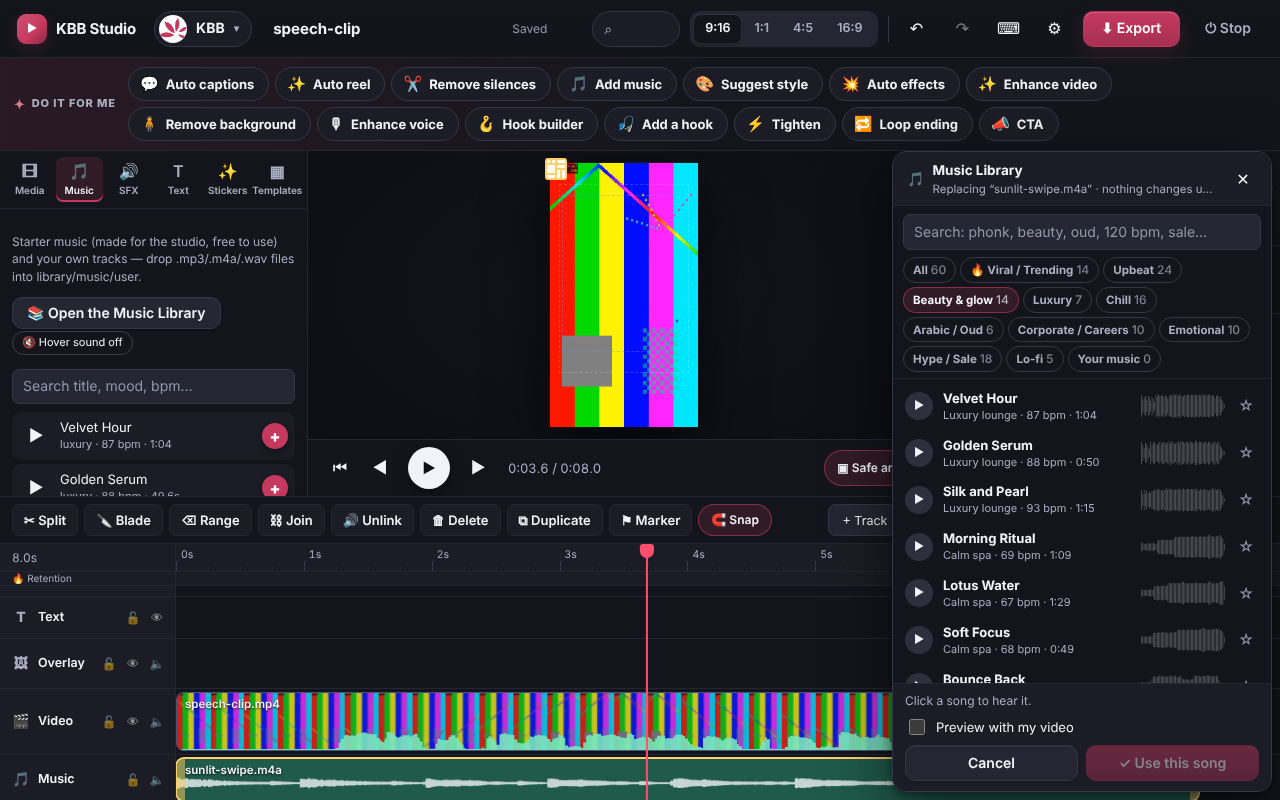 KBB Studio
KBB
speech-clip
Saved
9:16 1:1 4:5 16:9
Export
Stop
DO IT FOR ME
Auto captions
Auto reel
Remove silences
Add music
Suggest style
Auto effects
Enhance video
Remove background
Enhance voice
Hook builder
Add a hook
Tighten
Loop ending
CTA
Media
Music
SFX
Text
Stickers
Templates
Starter music (made for the studio, free to use)
and your own tracks — drop .mp3/.m4a/.wav files
into library/music/user.
Open the Music Library
Hover sound off
Search title, mood, bpm...
Velvet Hour
luxury · 87 bpm · 1:04
Golden Serum
luxury · 88 bpm · 49.6s
0:03.6 / 0:08.0
Safe ar
Split
Blade
Range
Join
Unlink
Delete
Duplicate
Marker
Snap
+ Track
8.0s
0s 1s 2s 3s 4s 5s
Retention
Text
Overlay
Video
speech-clip.mp4
Music
sunlit-swipe.m4a
Music Library
Replacing “sunlit-swipe.m4a” · nothing changes u...
Search: phonk, beauty, oud, 120 bpm, sale...
All 60
Viral / Trending 14
Upbeat 24
Beauty & glow 14
Luxury 7
Chill 16
Arabic / Oud 6
Corporate / Careers 10
Emotional 10
Hype / Sale 18
Lo-fi 5
Your music 0
Velvet Hour
Luxury lounge · 87 bpm · 1:04
Golden Serum
Luxury lounge · 88 bpm · 0:50
Silk and Pearl
Luxury lounge · 93 bpm · 1:15
Morning Ritual
Calm spa · 69 bpm · 1:09
Lotus Water
Calm spa · 67 bpm · 1:29
Soft Focus
Calm spa · 68 bpm · 0:49
Bounce Back
Click a song to hear it.
Preview with my video
Cancel
✓ Use this song